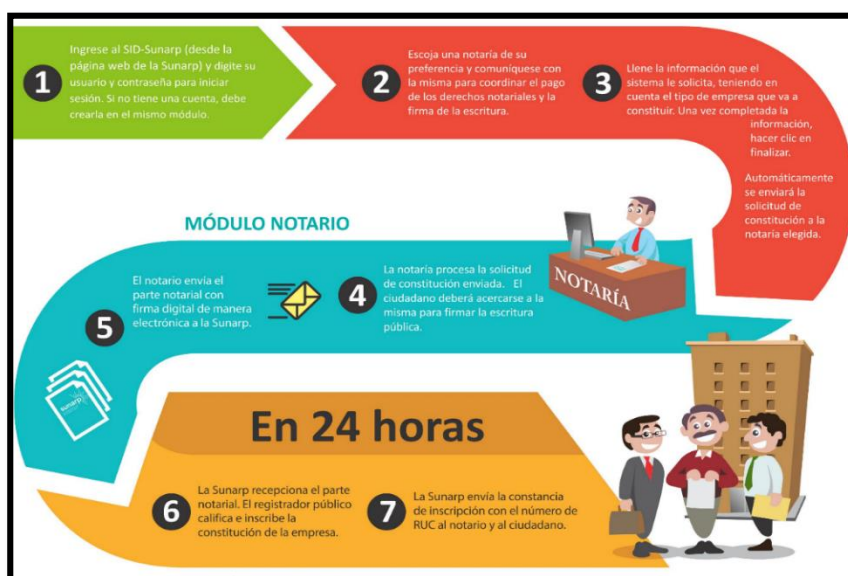 1
Ingrese al SID-Sunarp (desde la
página web de la Sunarp) y digite su
usuario y contraseña para iniciar
sesión. Si no tiene una cuenta, debe
crearla en el mismo módulo.
2
Escoja una notaría de su
preferencia y comuníquese con
la misma para coordinar el pago
de los derechos notariales y la
firma de la escritura.
3
Llene la información que el
sistema le solicita, teniendo en
cuenta el tipo de empresa que va a
constituir. Una vez completada la
información,
hacer clic en
finalizar.
Automáticamente
se enviará la
solicitud de
constitución a la
notaria elegida.
MÓDULO NOTARIO
NOTARÍA
4
La notaría procesa la solicitud
de constitución enviada. El
ciudadano deberá acercarse a la
misma para firmar la escritura
pública.
5
El notario envía el
parte notarial con
firma digital de manera
electrónica a la Sunarp.
sunarp
En 24 horas
6
La Sunarp recepciona el parte
notarial. El registrador público
califica e inscribe la
constitución de la empresa.
7
La Sunarp envía la constancia
de inscripción con el número de
RUC al notario y al ciudadano.